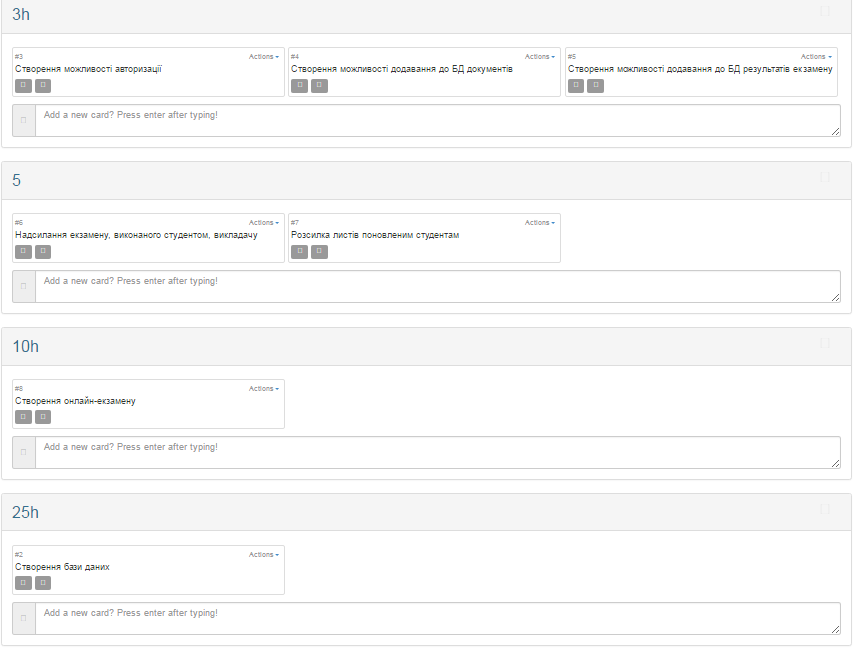 3h
#3 Actions
Створення можливості авторизації
#4 Actions
Створення можливості додавання до БД документів
#5 Actions
Створення можливості додавання до БД результатів екзамену
Add a new card? Press enter after typing!
5
#6 Actions
Надсилання екзамену, виконаного студентом, викладачу
#7 Actions
Розсилка листів поновленим студентам
Add a new card? Press enter after typing!
10h
#8 Actions
Створення онлайн-екзамену
Add a new card? Press enter after typing!
25h
#2 Actions
Створення бази даних
Add a new card? Press enter after typing!